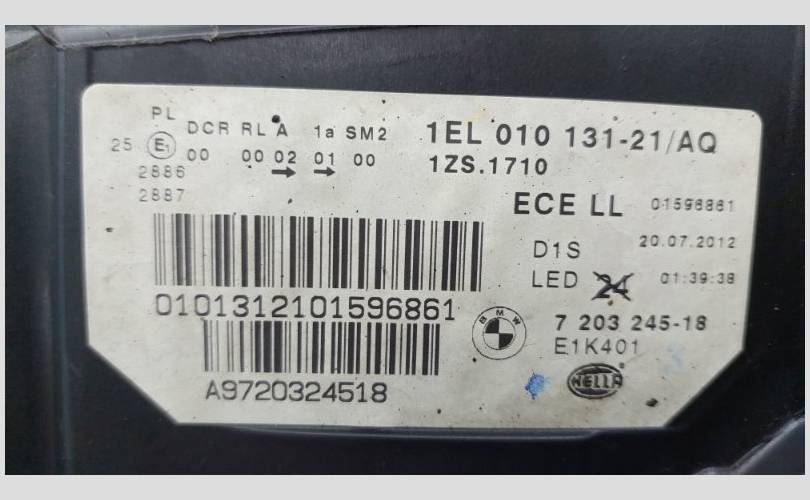 PL
DCR RL A 1a SM2
25 E1 00 00 02 01 00
2886
2887
1EL 010 131-21/AQ
1ZS.1710
ECE LL 01596861
D1S 20.07.2012
LED 24 01:39:38
0101312101596861
BMW
7 203 245-18
E1K401
HELLA
A9720324518